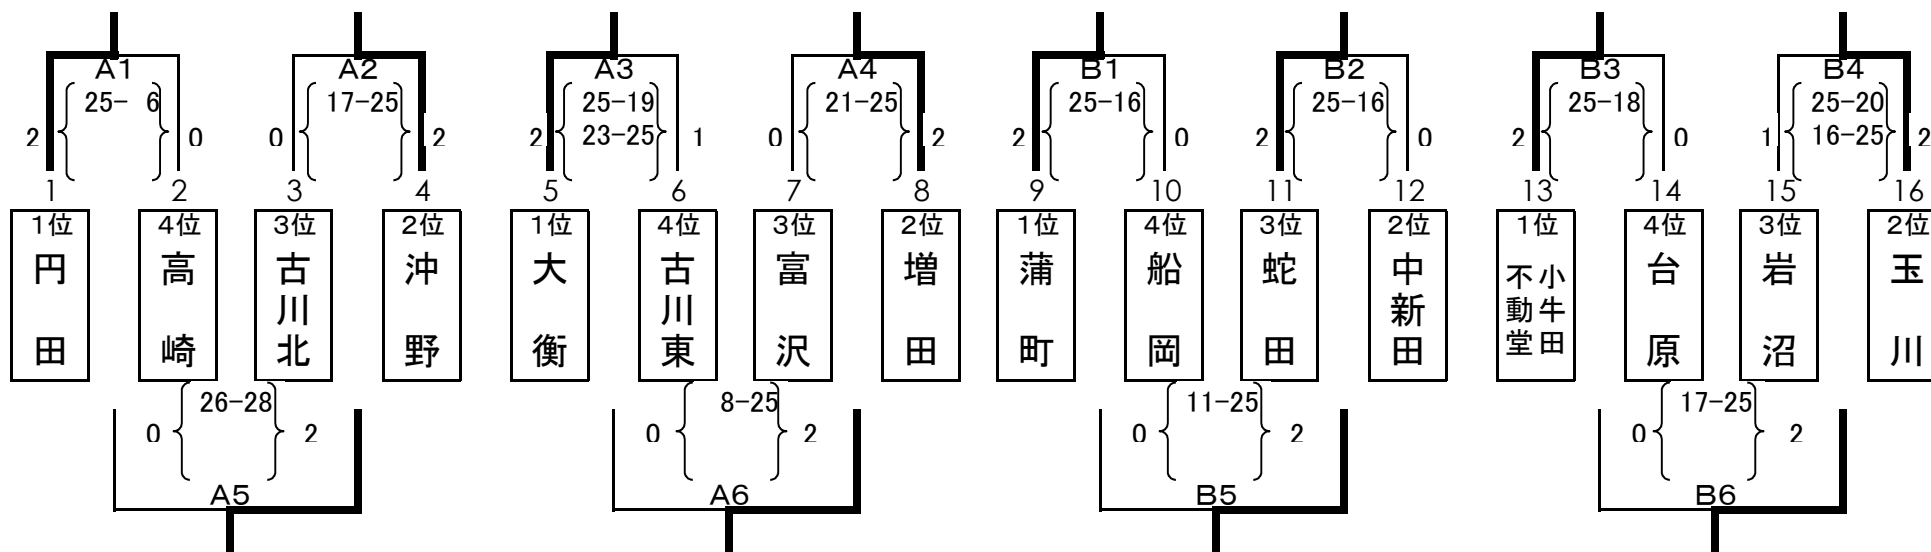 A1 A2 A3 A4 B1 B2 B3 B4
25- 6 17-25 25-19 21-25 25-16 25-16 25-18 25-20
23-25 16-25
2 0 0 2 2 1 0 2 2 0 2 0 2 0 1 2
1 2 3 4 5 6 7 8 9 10 11 12 13 14 15 16
1位 4位 3位 2位 1位 4位 3位 2位 1位 4位 3位 2位 1位 4位 3位 2位
円田 高崎 古川北 沖野 大衡 古川東 富沢 増田 蒲町 船岡 蛇田 中新田 小牛田不動堂 台原 岩沼 玉川
26-28 8-25 11-25 17-25
0 2 0 2 0 2 0 2
A5 A6 B5 B6